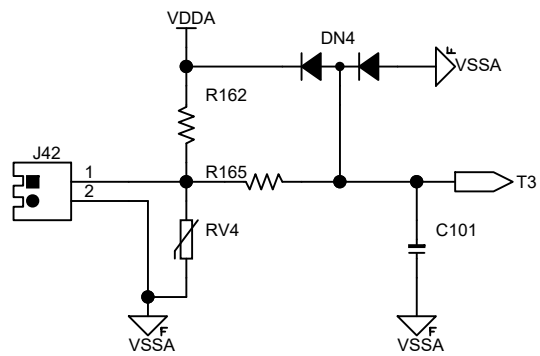 VDDA
DN4
F
VSSA
R162
J42
1
R165
2
T3
RV4
C101
F
VSSA
F
VSSA